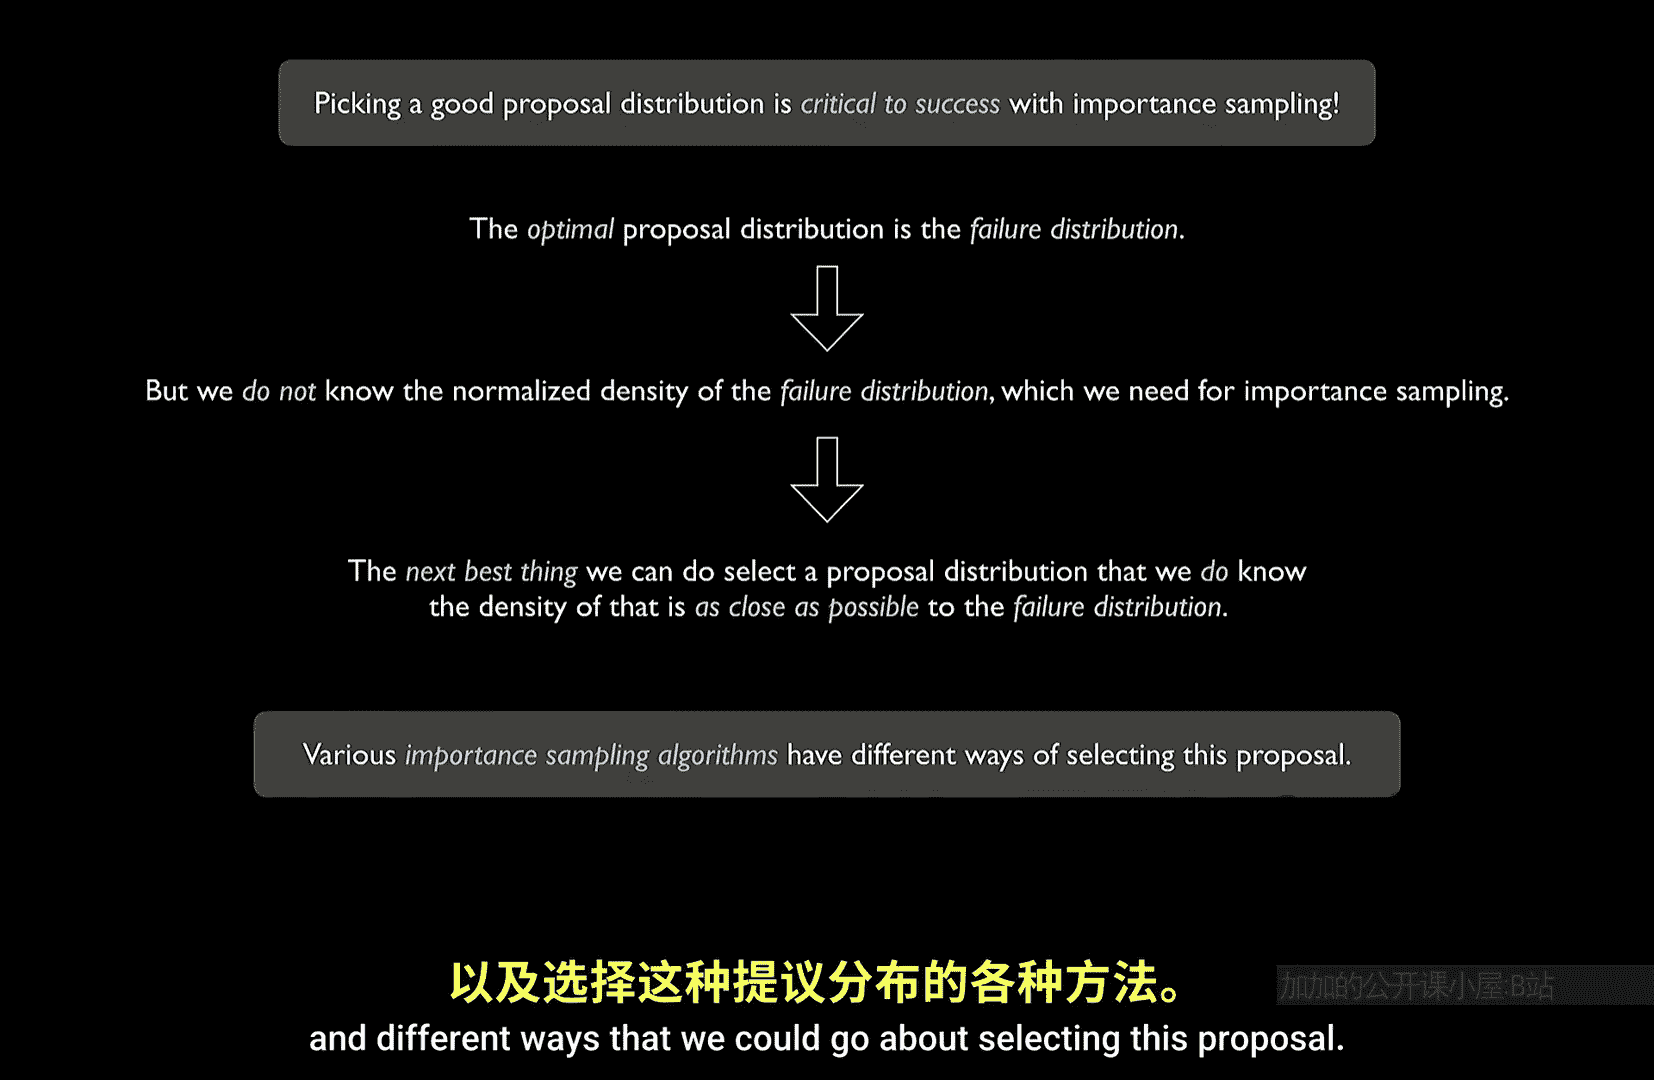 Picking a good proposal distribution is critical to success with importance sampling!
The optimal proposal distribution is the failure distribution.
But we do not know the normalized density of the failure distribution, which we need for importance sampling.
The next best thing we can do select a proposal distribution that we do know
the density of that is as close as possible to the failure distribution.
Various importance sampling algorithms have different ways of selecting this proposal.
以及选择这种提议分布的各种方法。
加加的公开课小屋:B站
and different ways that we could go about selecting this proposal.